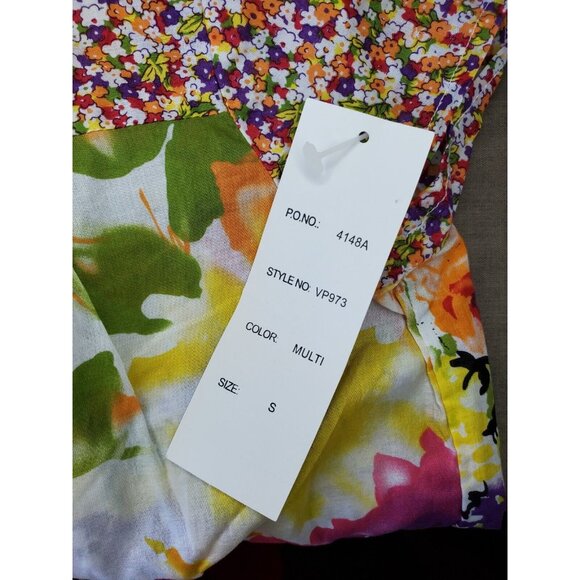 P.O.NO.: 4148A
STYLE NO: VP973
COLOR: MULTI
SIZE: S